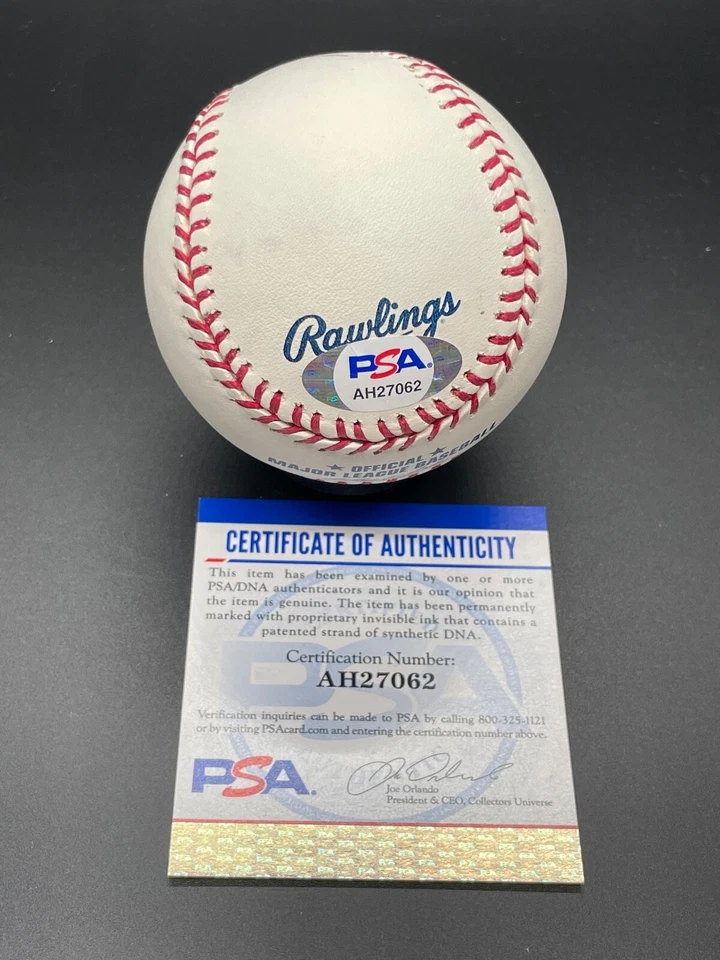 Rawlings
PSA
AH27062
OFFICIAL
MAJOR LEAGUE BASEBALL
CERTIFICATE OF AUTHENTICITY
This item has been examined by one or more
PSA/DNA authenticators and it is our opinion that
the item is genuine. The item has been permanently
marked with proprietary invisible ink that contains a
patented strand of synthetic DNA.
Certification Number:
AH27062
Verification inquiries can be made to PSA by calling 800-325-1121
or by visiting PSAcard.com and entering the certification number above.
PSA.
Joe Orlando
President & CEO, Collectors Universe